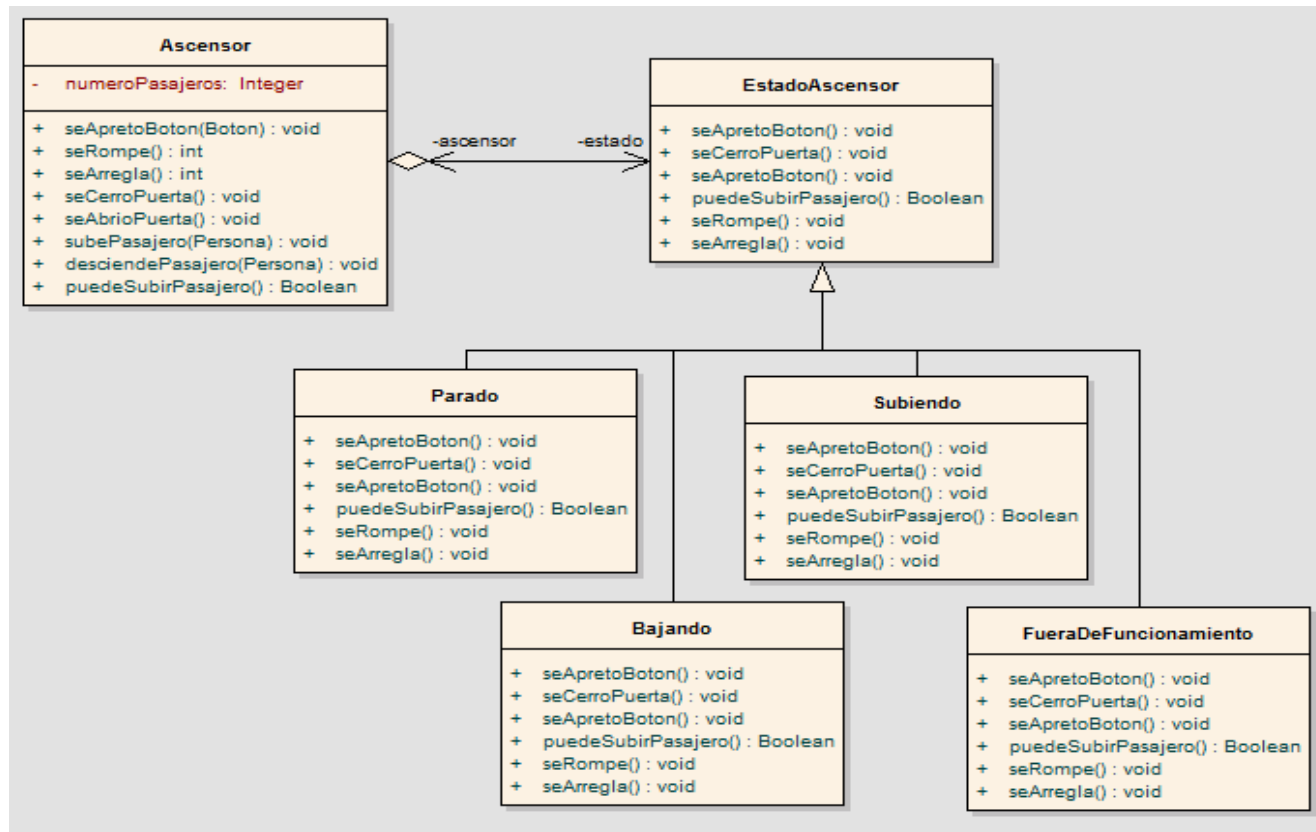 Ascensor
- numeroPasajeros: Integer
+ seApretoBoton(Boton) : void
+ seRompe() : int
+ seArregla() : int
+ seCerroPuerta() : void
+ seAbrioPuerta() : void
+ subePasajero(Persona) : void
+ desciendePasajero(Persona) : void
+ puedeSubirPasajero() : Boolean
-ascensor
-estado
EstadoAscensor
+ seApretoBoton() : void
+ seCerroPuerta() : void
+ seApretoBoton() : void
+ puedeSubirPasajero() : Boolean
+ seRompe() : void
+ seArregla() : void
Parado
+ seApretoBoton() : void
+ seCerroPuerta() : void
+ seApretoBoton() : void
+ puedeSubirPasajero() : Boolean
+ seRompe() : void
+ seArregla() : void
Subiendo
+ seApretoBoton() : void
+ seCerroPuerta() : void
+ seApretoBoton() : void
+ puedeSubirPasajero() : Boolean
+ seRompe() : void
+ seArregla() : void
Bajando
+ seApretoBoton() : void
+ seCerroPuerta() : void
+ seApretoBoton() : void
+ puedeSubirPasajero() : Boolean
+ seRompe() : void
+ seArregla() : void
FueraDeFuncionamiento
+ seApretoBoton() : void
+ seCerroPuerta() : void
+ seApretoBoton() : void
+ puedeSubirPasajero() : Boolean
+ seRompe() : void
+ seArregla() : void